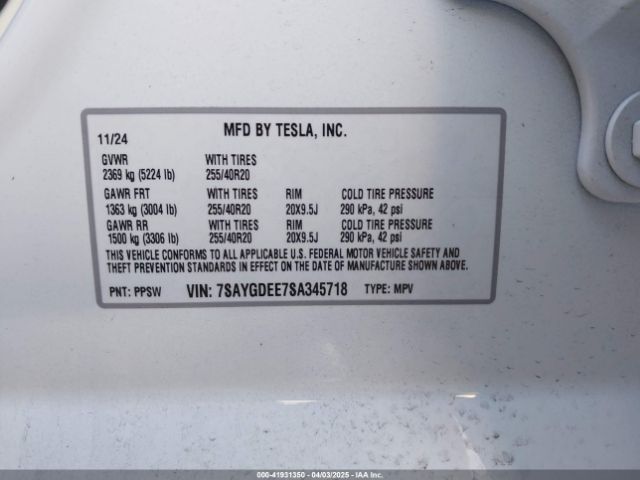 MFD BY TESLA, INC.
11/24
GVWR WITH TIRES
2369 kg (5224 lb) 255/40R20
GAWR FRT WITH TIRES RIM COLD TIRE PRESSURE
1363 kg (3004 lb) 255/40R20 20X9.5J 290 kPa, 42 psi
GAWR RR WITH TIRES RIM COLD TIRE PRESSURE
1500 kg (3306 lb) 255/40R20 20X9.5J 290 kPa, 42 psi
THIS VEHICLE CONFORMS TO ALL APPLICABLE U.S. FEDERAL MOTOR VEHICLE SAFETY AND
THEFT PREVENTION STANDARDS IN EFFECT ON THE DATE OF MANUFACTURE SHOWN ABOVE.
PNT: PPSW VIN: 7SAYGDEE7SA345718 TYPE: MPV
000-41931350 - 04/03/2025 - IAA Inc.